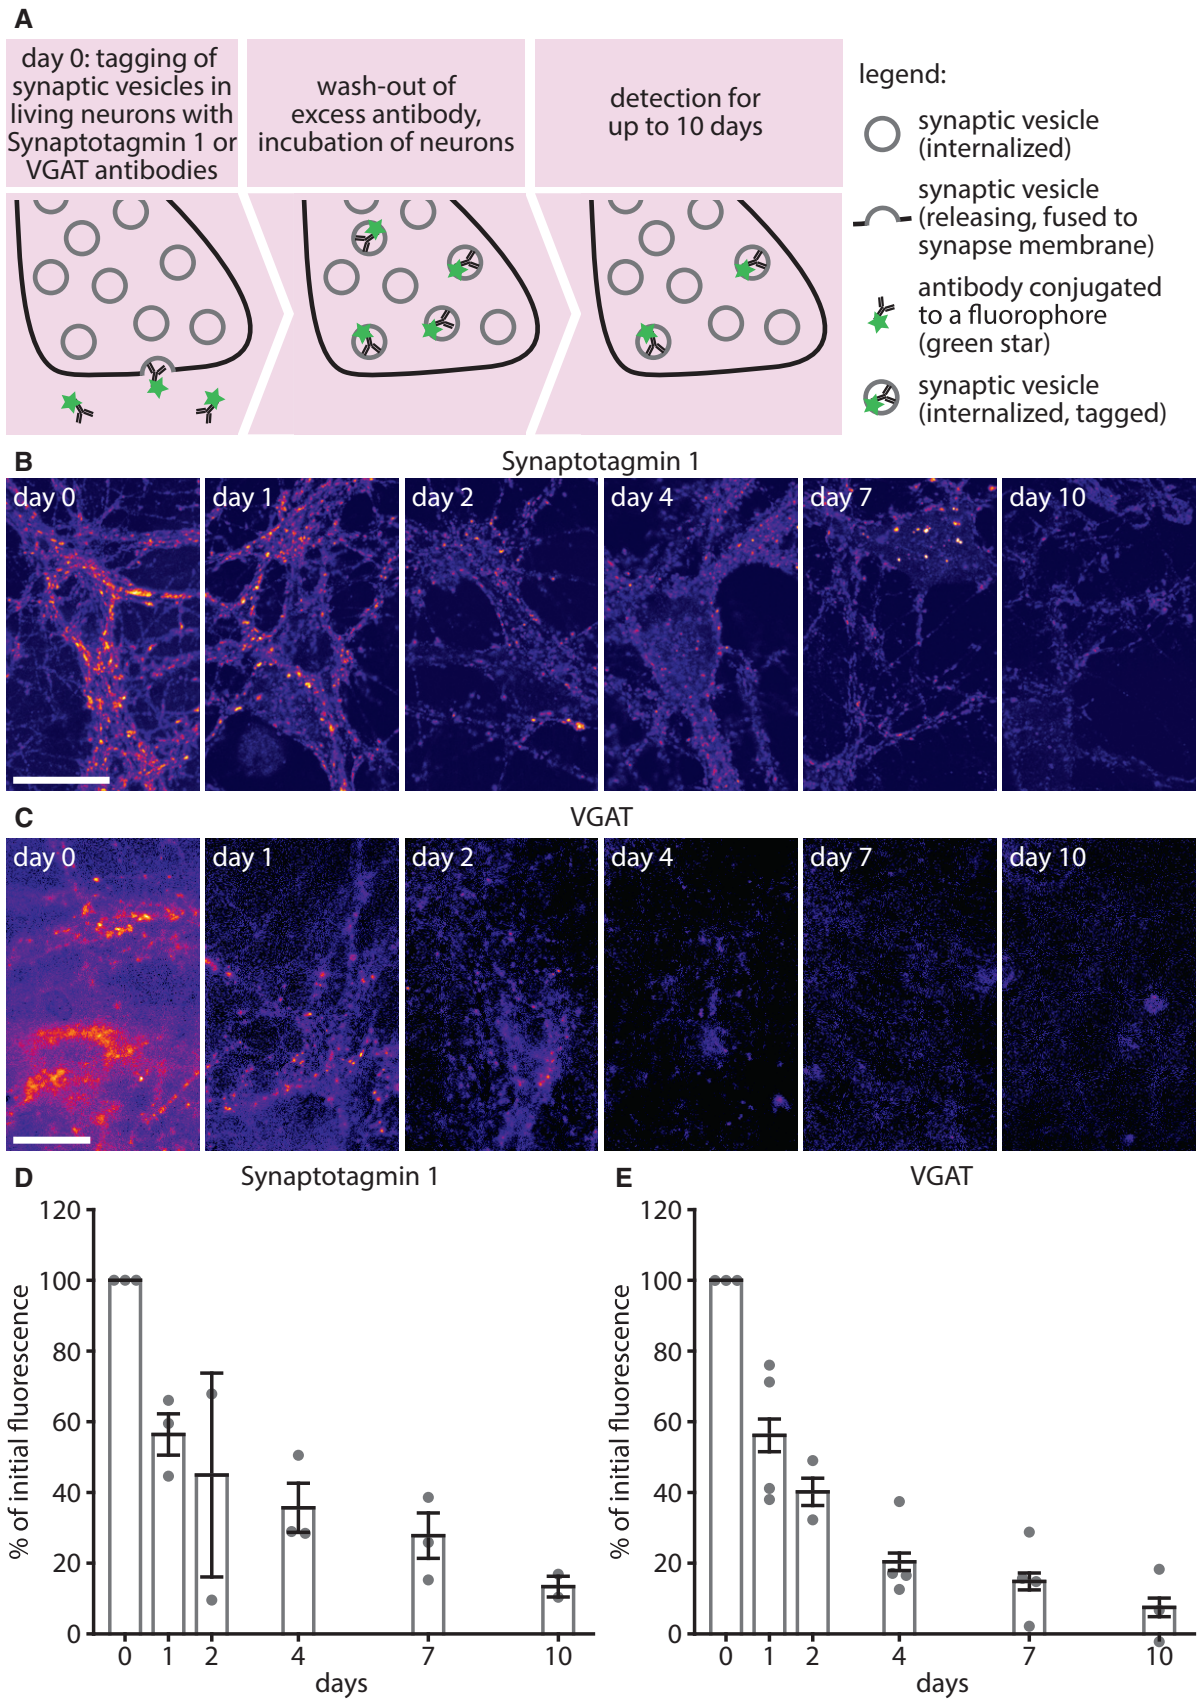 A
day 0: tagging of
synaptic vesicles in
living neurons with
Synaptotagmin 1 or
VGAT antibodies
wash-out of
excess antibody,
incubation of neurons
detection for
up to 10 days
legend:
synaptic vesicle
(internalized)
synaptic vesicle
(releasing, fused to
synapse membrane)
antibody conjugated
to a fluorophore
(green star)
synaptic vesicle
(internalized, tagged)
B
Synaptotagmin 1
day 0
day 1
day 2
day 4
day 7
day 10
C
VGAT
day 0
day 1
day 2
day 4
day 7
day 10
D
Synaptotagmin 1
% of initial fluorescence
120
100
80
60
40
20
0
0 1 2 4 7 10
days
E
VGAT
% of initial fluorescence
120
100
80
60
40
20
0
0 1 2 4 7 10
days